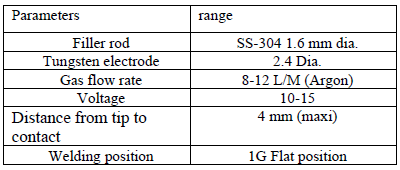 Parameters range
Filler rod SS-304 1.6 mm dia.
Tungsten electrode 2.4 Dia.
Gas flow rate 8-12 L/M (Argon)
Voltage 10-15
Distance from tip to 4 mm (maxi)
contact
Welding position 1G Flat position